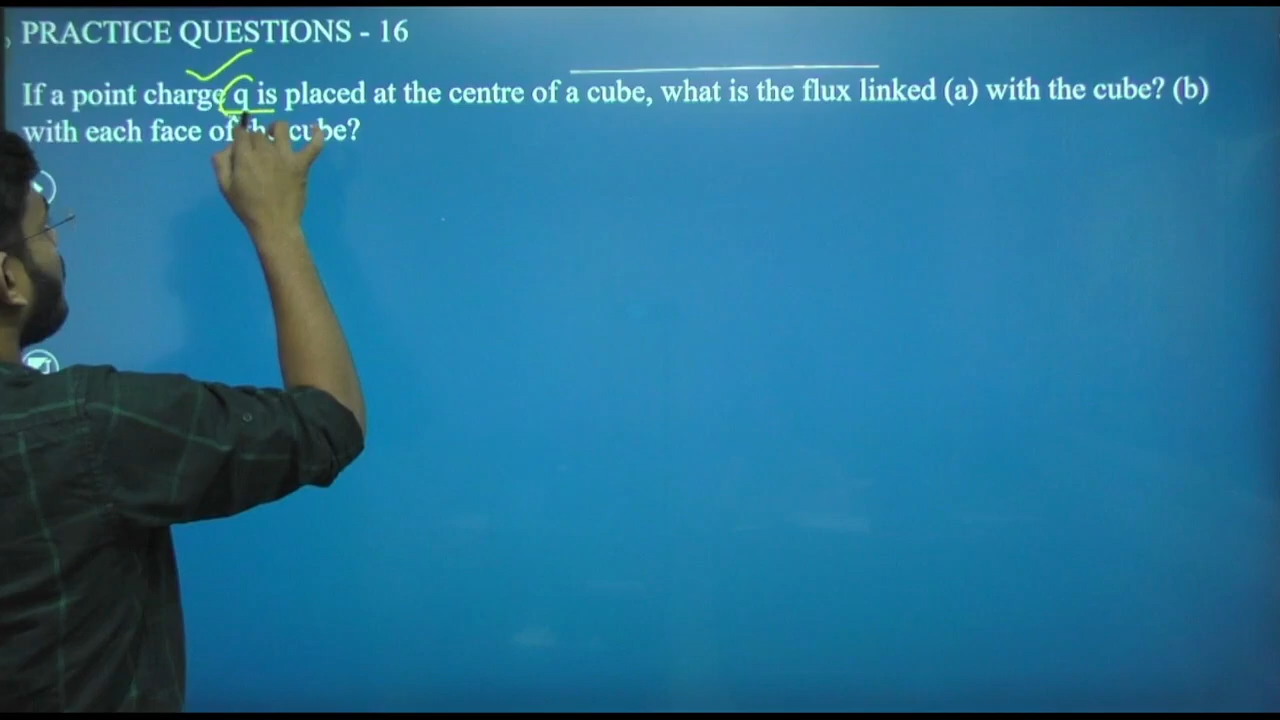 PRACTICE QUESTIONS - 16
If a point charge q is placed at the centre of a cube, what is the flux linked (a) with the cube? (b)
with each face of the cube?